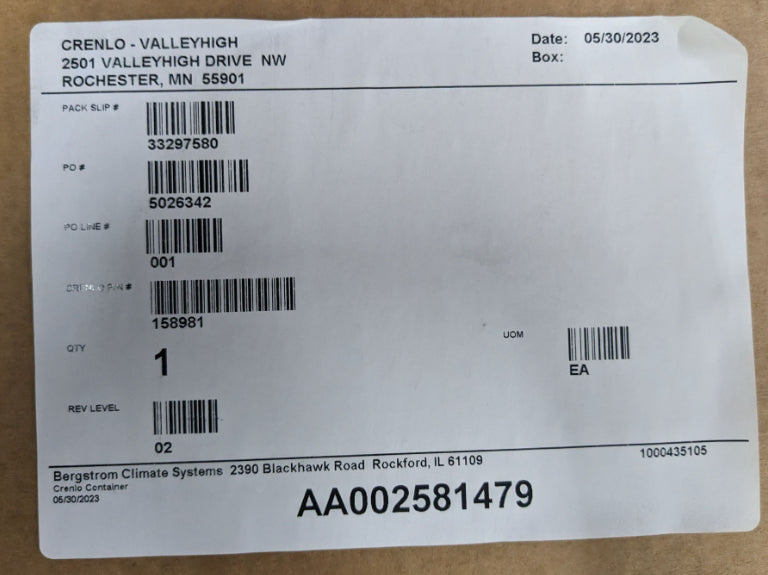 CRENLO - VALLEYHIGH
2501 VALLEYHIGH DRIVE NW
ROCHESTER, MN 55901
Date: 05/30/2023
Box:
PACK SLIP #
33297580
PO #
5026342
PO LINE #
001
CRENLO P/N #
158981
QTY
1
UOM
EA
REV LEVEL
02
Bergstrom Climate Systems 2390 Blackhawk Road Rockford, IL 61109
1000435105
Crenlo Container
05/30/2023
AA002581479